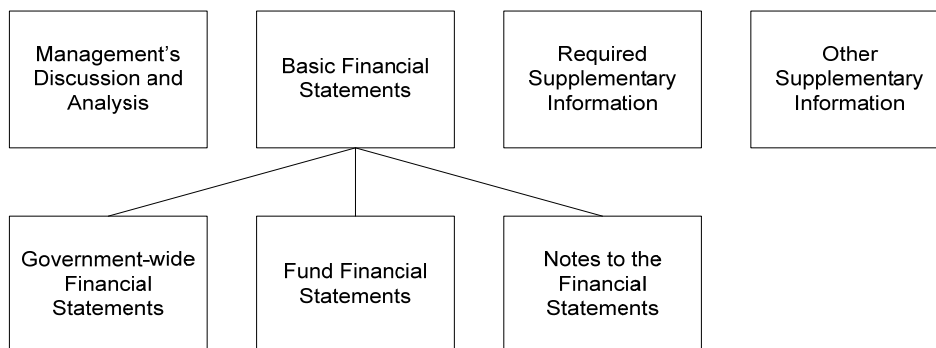 Management’s
Discussion and
Analysis
Basic Financial
Statements
Required
Supplementary
Information
Other
Supplementary
Information
Government-wide
Financial
Statements
Fund Financial
Statements
Notes to the
Financial
Statements